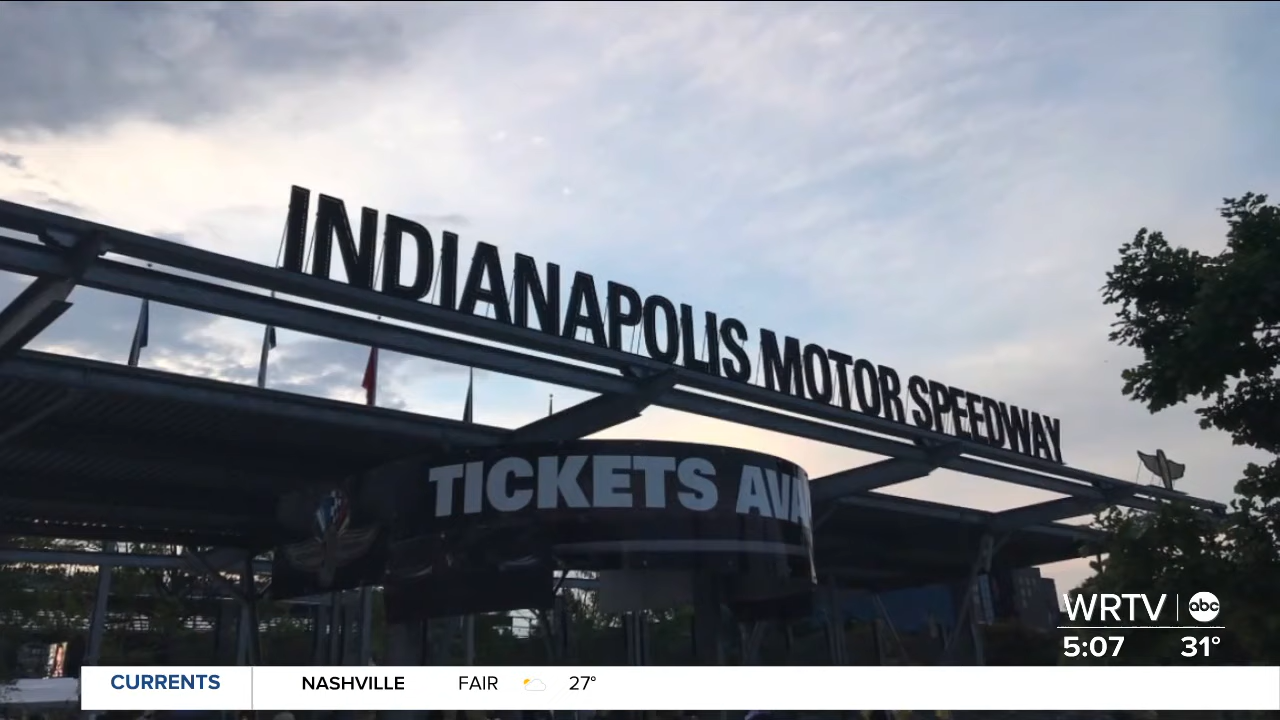 INDIANAPOLIS MOTOR SPEEDWAY
TICKETS AVA
WRTV abc
5:07 31°
CURRENTS NASHVILLE FAIR 27°